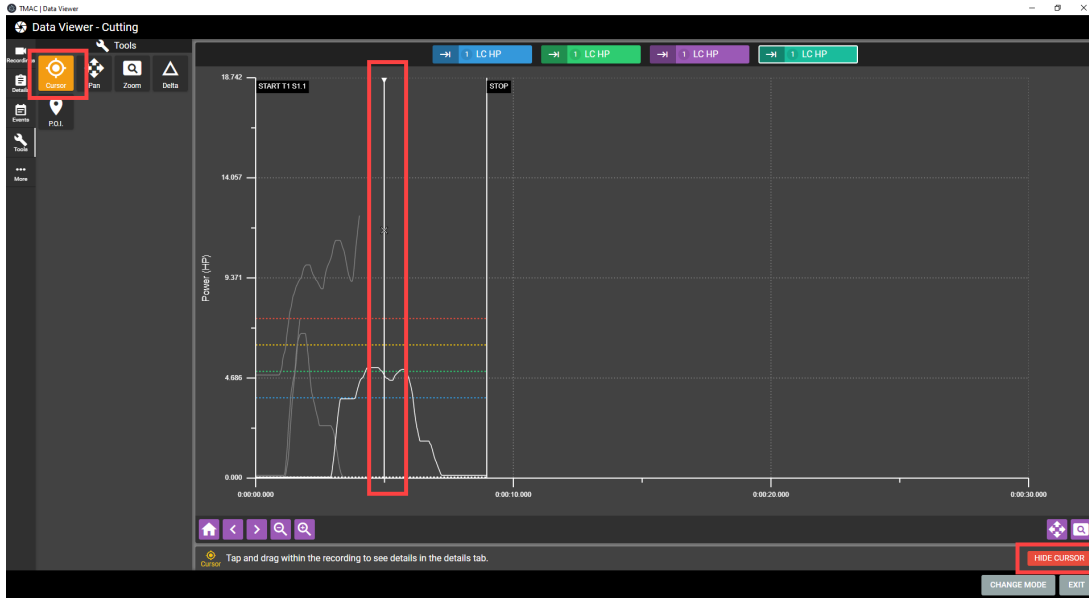 TMAC | Data Viewer
Data Viewer - Cutting
Recordings
Details
Events
Tools
More
Tools
Cursor
Pan
Zoom
Delta
P.O.I.
1 LC HP
1 LC HP
1 LC HP
1 LC HP
START T1 S1.1
STOP
Power (HP)
18.742
14.057
9.371
4.686
0.000
0:00:00.000
0:00:10.000
0:00:20.000
0:00:30.000
Cursor
Tap and drag within the recording to see details in the details tab.
HIDE CURSOR
CHANGE MODE
EXIT